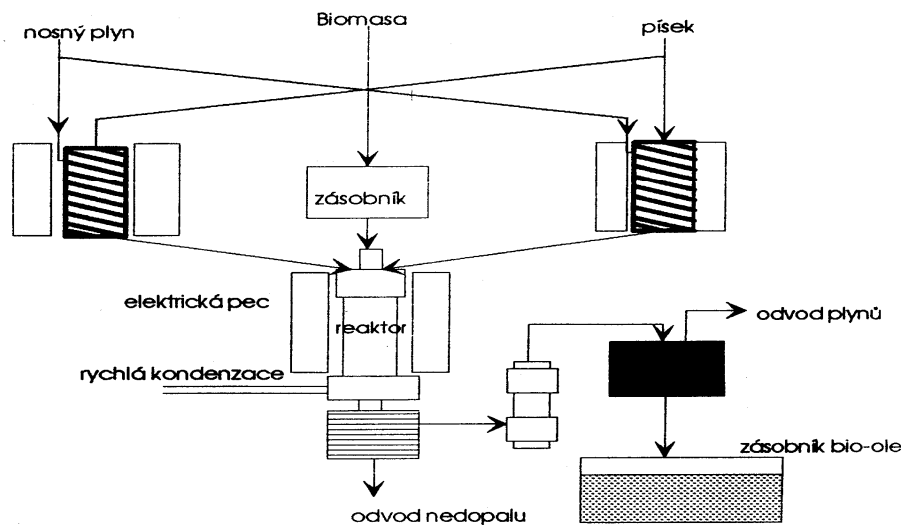 nosný plyn
Biomasa
písek
zásobník
elektrická pec
reaktor
odvod plynů
rychlá kondenzace
zásobník bio-ole
odvod nedopalu